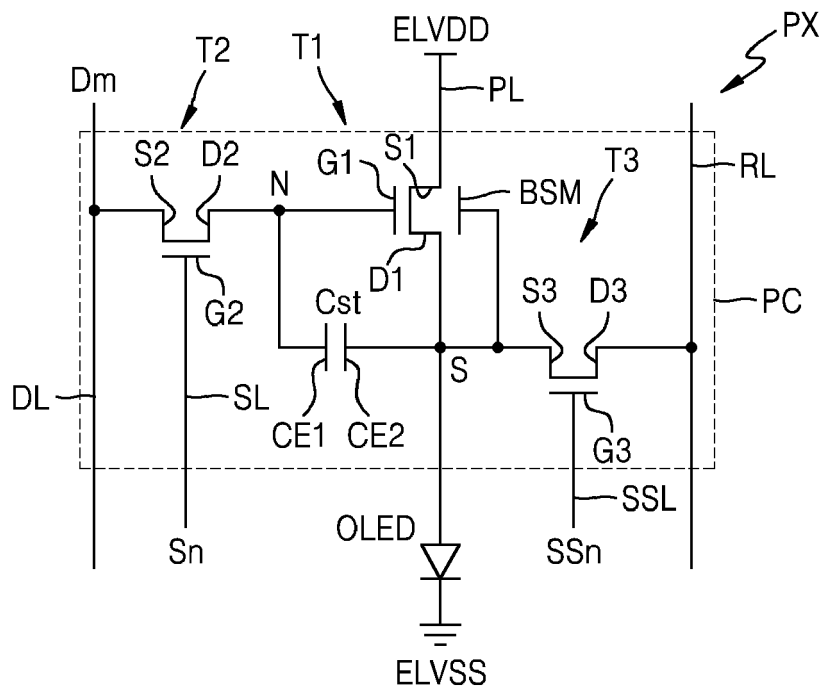 ELVDD
PX
T2
T1
Dm
PL
S2
D2
G1
S1
T3
RL
N
BSM
D1
G2
Cst
S3
D3
PC
S
DL
SL
CE1
CE2
G3
SSL
OLED
Sn
SSn
ELVSS